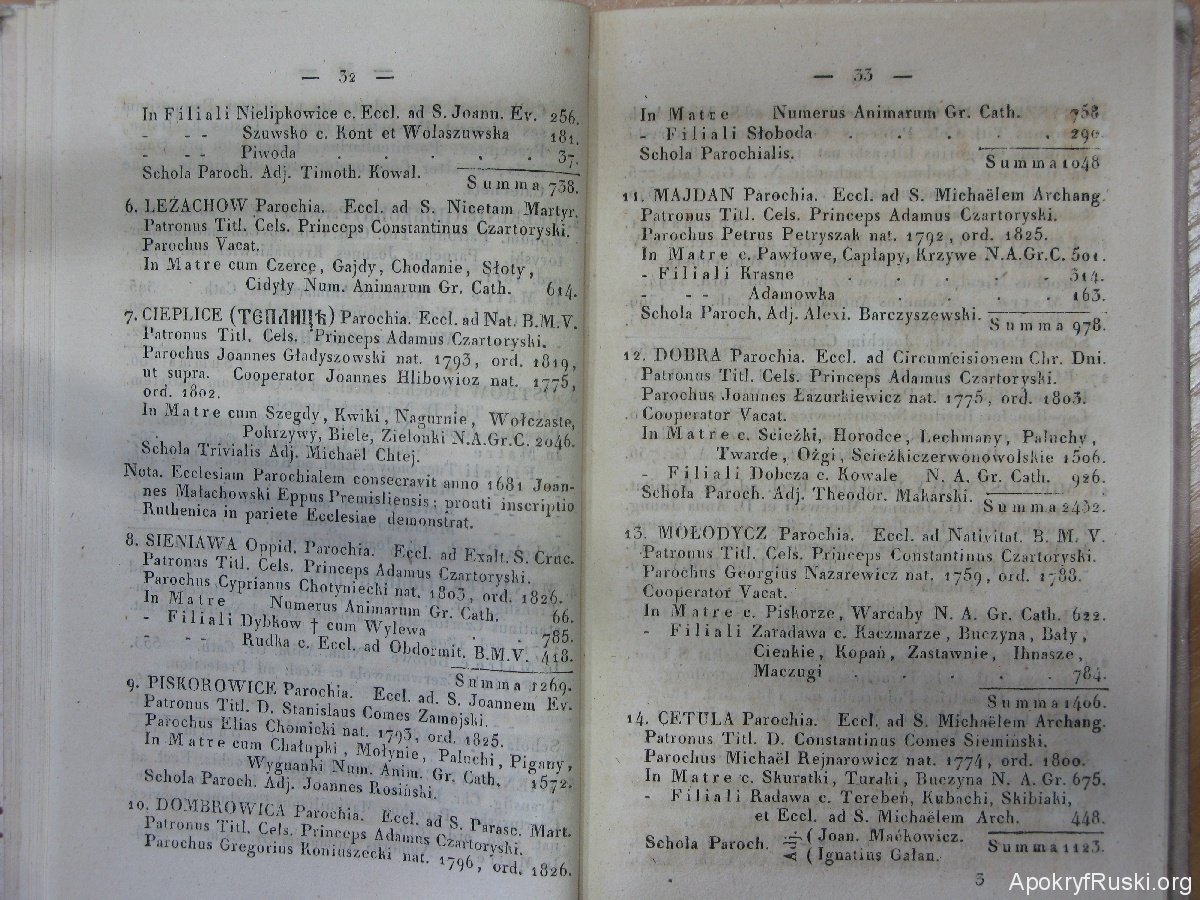 — 32 —
In Filiali Nielipkowice c. Eccl. ad S. Joann. Ev. 256.
- - - Szuwsko c. Kont et Wolaszuwska 181.
- - - Piwoda . . . . . 37.
Schola Paroch. Adj. Timoth. Kowal.
Summa 738.
6. LEŻACHOW Parochia. Eccl. ad S. Nicetam Martyr.
Patronus Titl. Cels. Princeps Constantinus Czartoryski.
Parochus Vacat.
In Matre cum Czerce, Gajdy, Chodanie, Słoty,
Cidyły Num. Animarum Gr. Cath. 614.
7. CIEPLICE (ТЕПЛИЦѢ) Parochia. Eccl. ad Nat. B.M.V.
Patronus Titl. Cels. Princeps Adamus Czartoryski.
Parochus Joannes Gładyszowski nat. 1793, ord. 1819,
ut supra. Cooperator Joannes Hlibowicz nat. 1775,
ord. 1802.
In Matre cum Szegdy, Kwiki, Nagurnie, Wołczaste,
Pokrzywy, Biele, Zielonki N.A.Gr.C. 2046.
Schola Trivialis Adj. Michaël Chtej.
Nota. Ecclesiam Parochialem consecravit anno 1681 Joan-
nes Małachowski Eppus Premisliensis; prouti inscriptio
Ruthenica in pariete Ecclesiae demonstrat.
8. SIENIAWA Oppid. Parochia. Eccl. ad Exalt. S. Cruc.
Patronus Titl. Cels. Princeps Adamus Czartoryski.
Parochus Cyprianus Chotyniecki nat. 1803, ord. 1826.
In Matre Numerus Animarum Gr. Cath. 66.
- Filiali Dybkow † cum Wylewa . . 785.
- - Rudka c. Eccl. ad Obdormit. B.M.V. 418.
Summa 1269.
9. PISKOROWICE Parochia. Eccl. ad. S. Joannem Ev.
Patronus Titl. D. Stanislaus Comes Zamojski.
Parochus Elias Chomicki nat. 1793, ord. 1825.
In Matre cum Chałupki, Mołynie, Paluchi, Pigany,
Wygnanki Num. Anim. Gr. Cath. 1572.
Schola Paroch. Adj. Joannes Rosiński.
10. DOMBROWICA Parochia. Eccl. ad S. Parasc. Mart.
Patronus Titl. Cels. Princeps Adamus Czartoryski.
Parochus Gregorius Koniuszecki nat. 1796, ord. 1826.
— 33 —
In Matre Numerus Animarum Gr. Cath. 758
- Filiali Słoboda . . . . . 290.
Schola Parochialis.
Summa 1048
11. MAJDAN Parochia. Eccl. ad S. Michaëlem Archang.
Patronus Titl. Cels. Princeps Adamus Czartoryski.
Parochus Petrus Petryszak nat. 1792, ord. 1825.
In Matre c. Pawłowe, Capłapy, Krzywe N.A.Gr.C. 501.
- Filiali Krasne . . . . 314.
- - - Adamowka . . . . 163.
Schola Paroch, Adj. Alexi. Barczyszewski.
Summa 978.
12. DOBRA Parochia. Eccl. ad Circumcisionem Chr. Dni.
Patronus Titl. Cels. Princeps Adamus Czartoryski.
Parochus Joannes Łazurkiewicz nat. 1775, ord. 1803.
Cooperator Vacat.
In Matre c. Scieżki, Horodce, Lechmany, Paluchy,
Twarde, Ożgi, Scieżkiczerwonowolskie 1506.
- Filiali Dobcza c. Kowale N. A. Gr. Cath. 926.
Schola Paroch. Adj. Theodor. Makarski.
Summa 2432.
13. MOŁODYCZ Parochia. Eccl. ad Nativitat. B. M. V.
Patronus Titl. Cels. Princeps Constantinus Czartoryski.
Parochus Georgius Nazarewicz nat. 1759, ord. 1788.
Cooperator Vacat.
In Matre c. Piskorze, Warcaby N. A. Gr. Cath. 622.
- Filiali Zaradawa c. Kaczmarze, Buczyna, Bały,
Cienkie, Kopań, Zastawnie, Ihnasze,
Maczugi . . . . . 784.
Summa 1406.
14. CETULA Parochia. Eccl. ad S. Michaëlem Archang.
Patronus Titl. D. Constantinus Comes Siemiński.
Parochus Michaël Rejnarowicz nat. 1774, ord. 1800.
In Matre c. Skuratki, Turaki, Buczyna N. A. Gr. 675.
- Filiali Radawa c. Tereben, Kubachi, Skibiaki,
et Eccl. ad S. Michaëlem Arch. 448.
Schola Paroch. Adj. (Joan. Maćkowicz.
(Ignatius Gałan.
Summa 1123.
3
ApokryfRuski.org